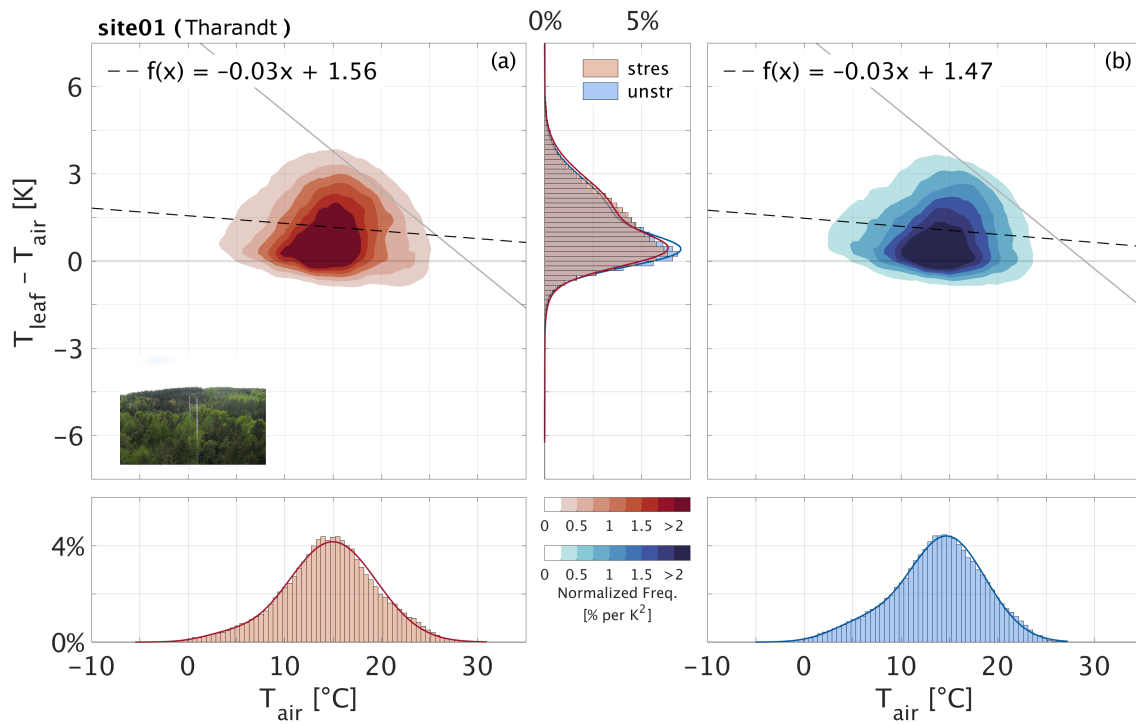 site01 (Tharandt)
0% 5%
f(x) = –0.03x + 1.56 (a)
stres
unstr
f(x) = –0.03x + 1.47 (b)
6
3
0
−3
−6
T_leaf − T_air [K]
4%
0%
0 0.5 1 1.5 >2
0 0.5 1 1.5 >2
Normalized Freq.
[% per K²]
−10 0 10 20 30
−10 0 10 20 30
T_air [°C]
T_air [°C]